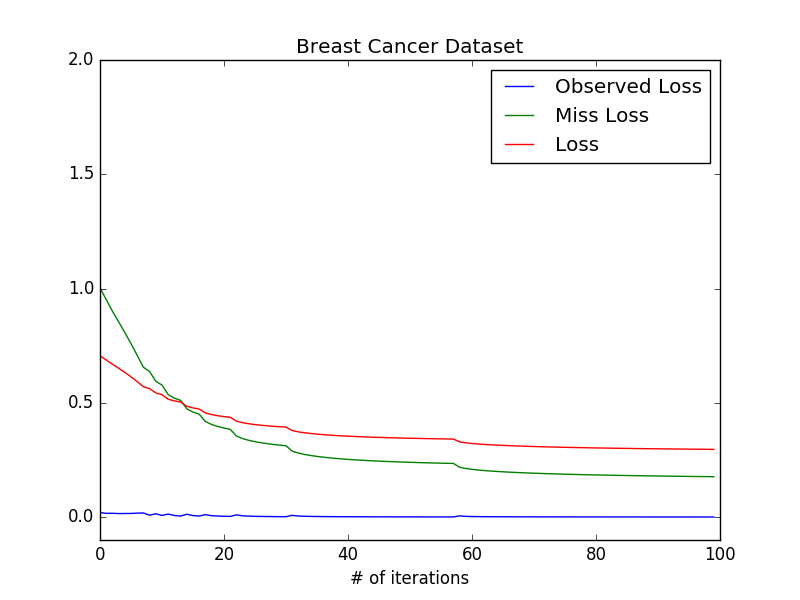 Breast Cancer Dataset
2.0
1.5
1.0
0.5
0.0
Observed Loss
Miss Loss
Loss
0 20 40 60 80 100
# of iterations